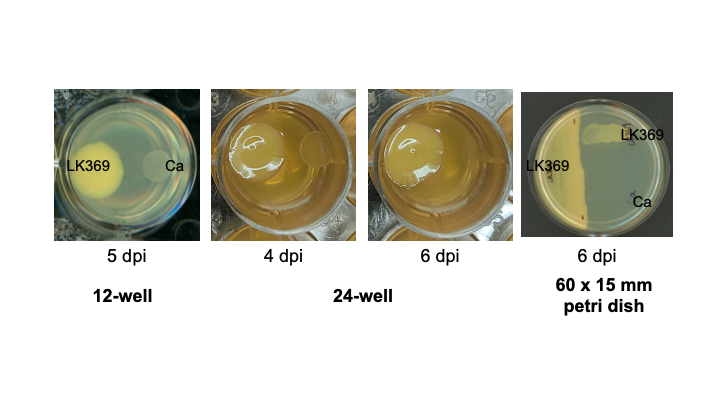 LK369
Ca
LK369
LK369
Ca
5 dpi
4 dpi
6 dpi
6 dpi
12-well
24-well
60 x 15 mm
petri dish